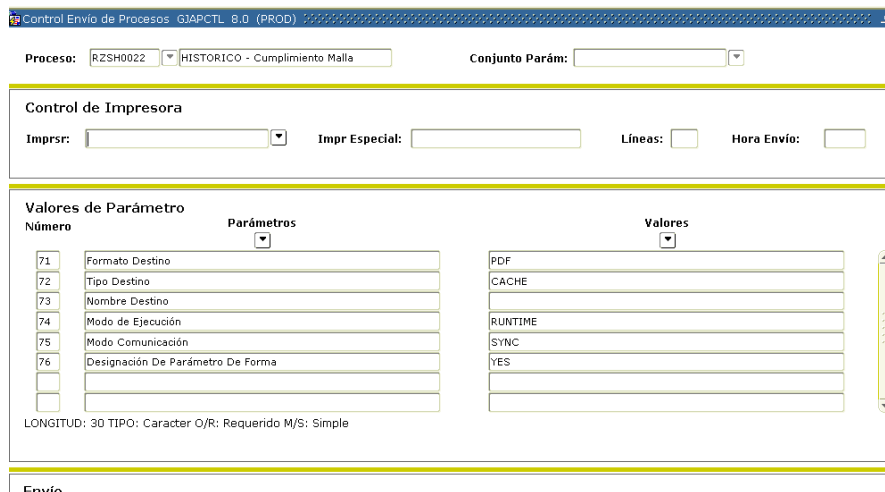 Control Envío de Procesos GJAPCTL 8.0 (PROD)
Proceso: RZSH0022 HISTORICO - Cumplimiento Malla Conjunto Parám:
Control de Impresora
Imprsr: Impr Especial: Líneas: Hora Envío:
Valores de Parámetro
Número Parámetros Valores
71 Formato Destino PDF
72 Tipo Destino CACHE
73 Nombre Destino
74 Modo de Ejecución RUNTIME
75 Modo Comunicación SYNC
76 Designación De Parámetro De Forma YES
LONGITUD: 30 TIPO: Caracter O/R: Requerido M/S: Simple
Envío